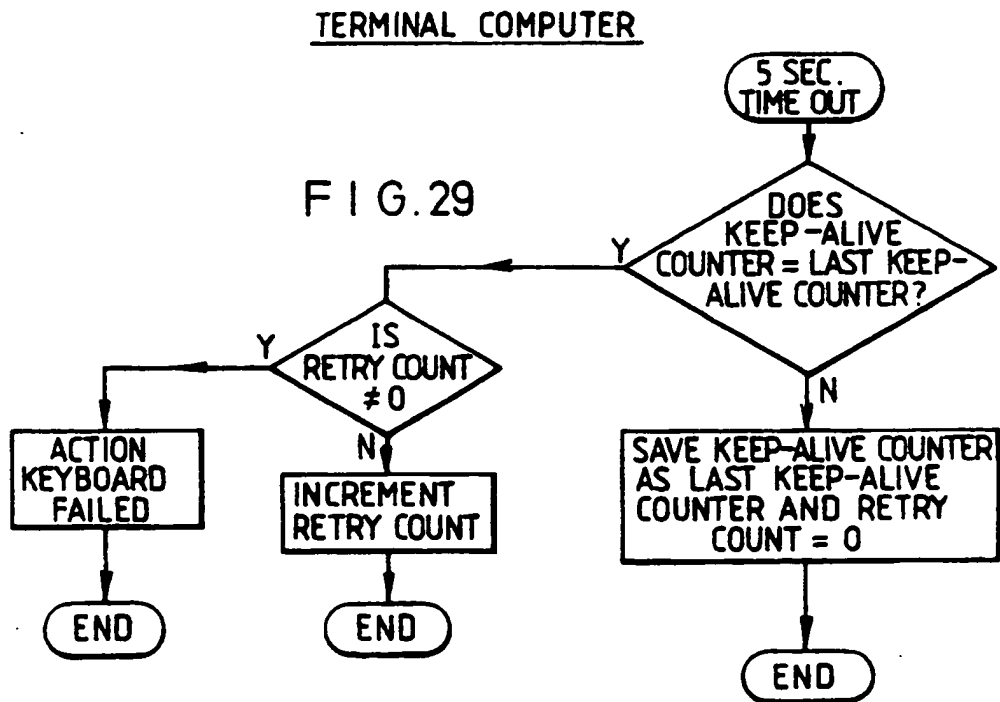 TERMINAL COMPUTER
5 SEC.
TIME OUT
FIG.29
DOES
KEEP-ALIVE
COUNTER = LAST KEEP-
ALIVE COUNTER?
Y
N
IS
RETRY COUNT
≠ 0
Y
N
ACTION
KEYBOARD
FAILED
INCREMENT
RETRY COUNT
SAVE KEEP-ALIVE COUNTER
AS LAST KEEP-ALIVE
COUNTER AND RETRY
COUNT = 0
END
END
END